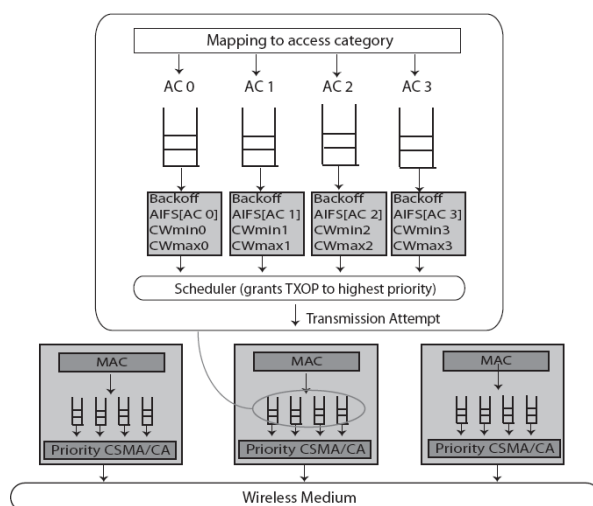 Mapping to access category
AC 0 AC 1 AC 2 AC 3
Backoff Backoff Backoff Backoff
AIFS[AC 0] AIFS[AC 1] AIFS[AC 2] AIFS[AC 3]
CWmin0 CWmin1 CWmin2 CWmin3
CWmax0 CWmax1 CWmax2 CWmax3
Scheduler (grants TXOP to highest priority)
Transmission Attempt
MAC MAC MAC
Priority CSMA/CA Priority CSMA/CA Priority CSMA/CA
Wireless Medium